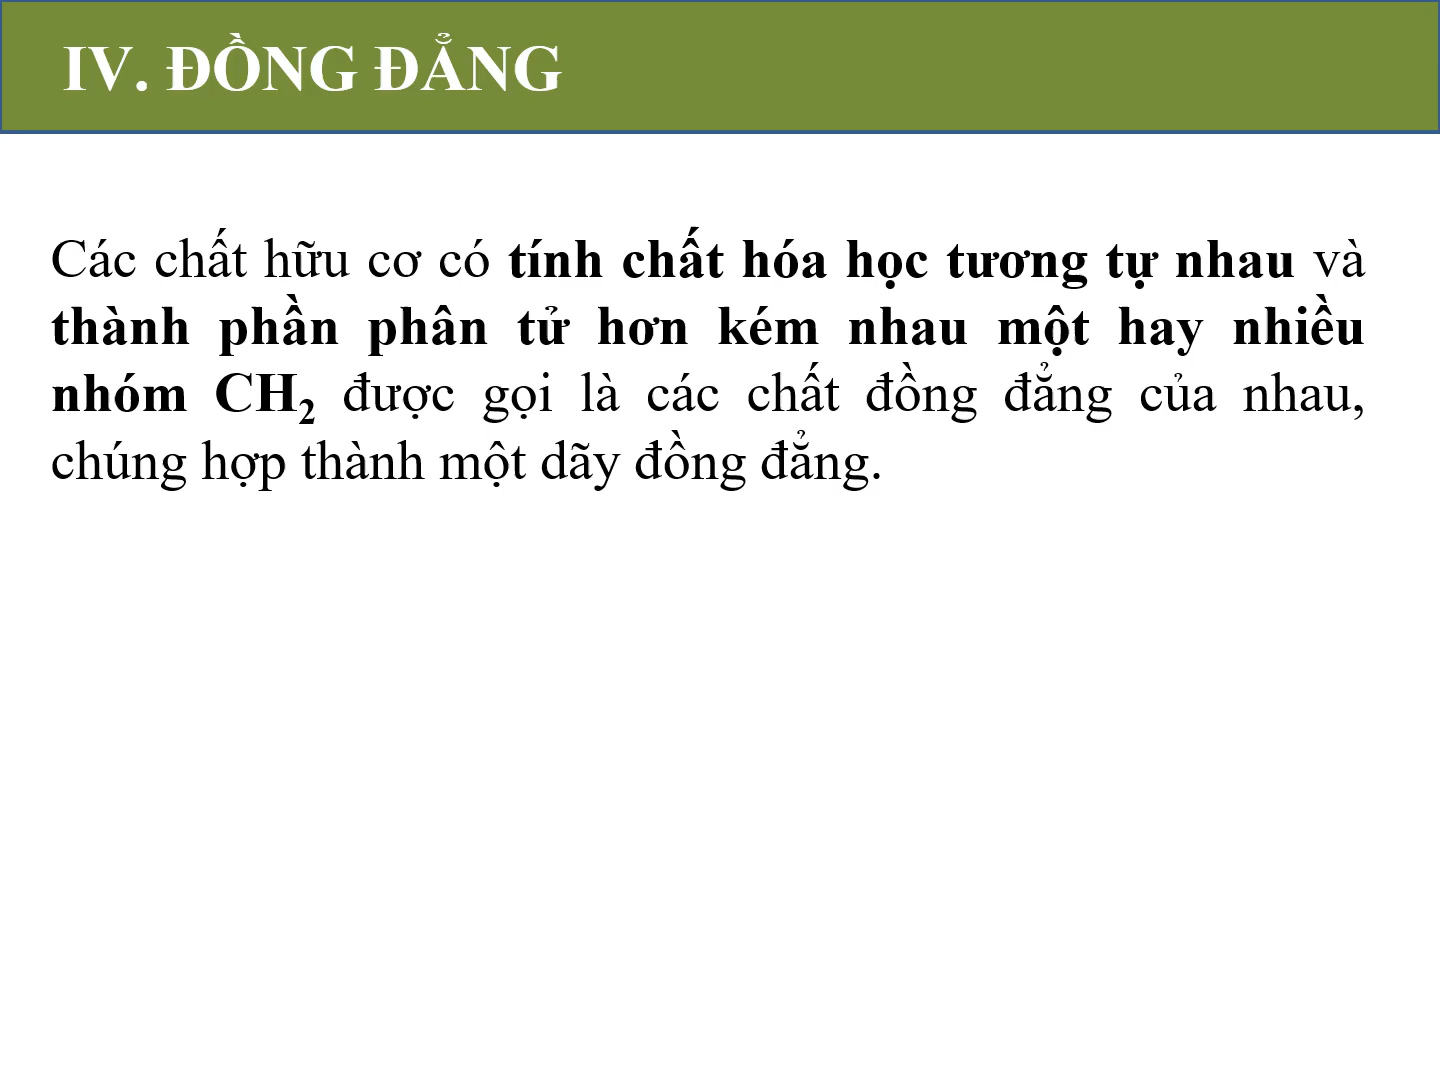 IV. ĐỒNG ĐẲNG
Các chất hữu cơ có tính chất hóa học tương tự nhau và
thành phần phân tử hơn kém nhau một hay nhiều
nhóm CH₂ được gọi là các chất đồng đẳng của nhau,
chúng hợp thành một dãy đồng đẳng.